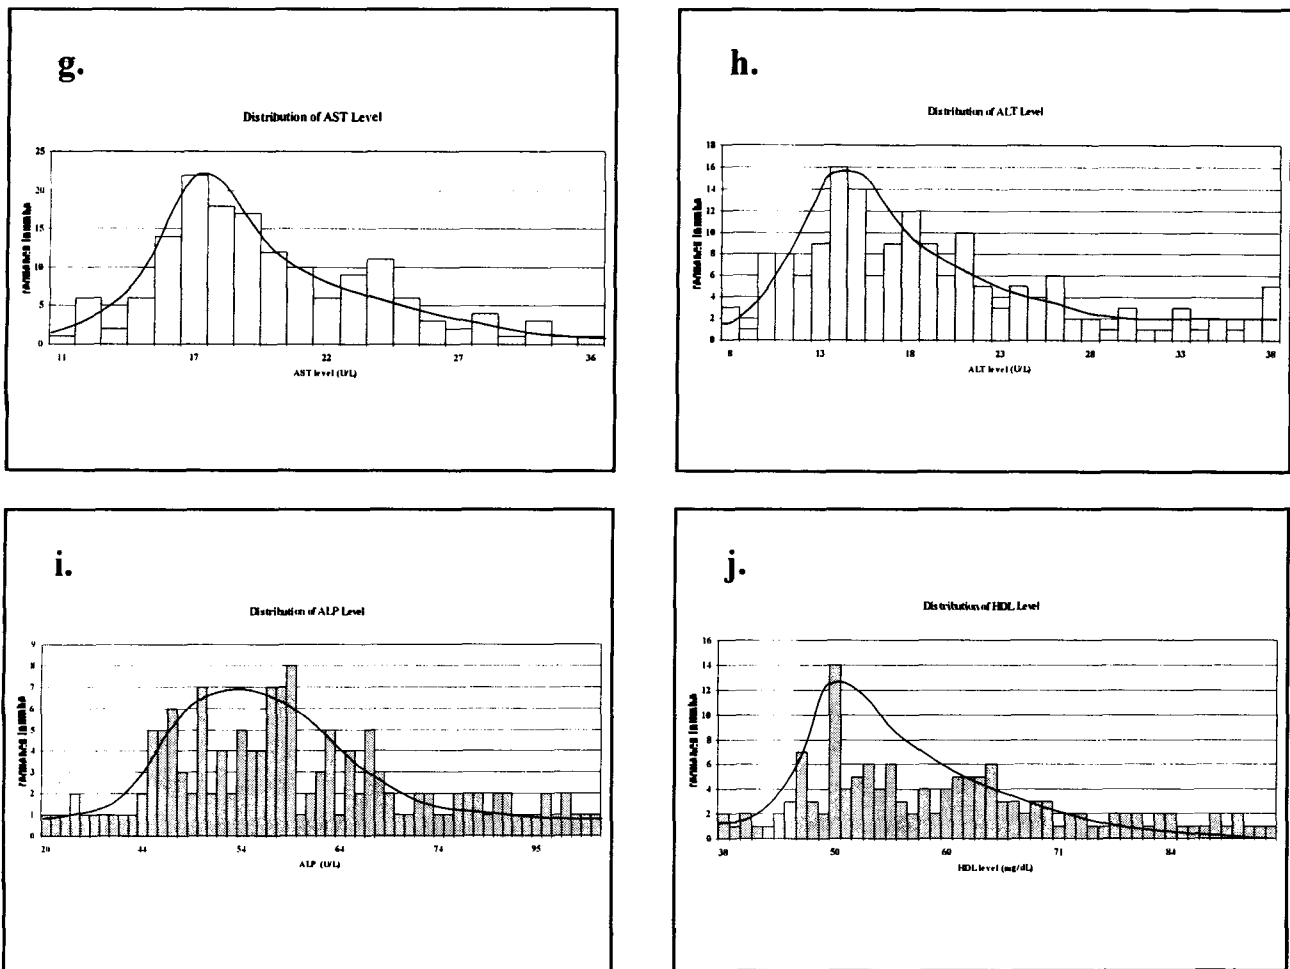 g.
Distribution of AST Level
25
20
15
10
5
0
11 17 22 27 36
AST level (U/L)
h.
Distribution of ALT Level
18
16
14
12
10
8
6
4
2
0
8 13 18 23 28 33 38
ALT level (U/L)
i.
Distribution of ALP Level
9
8
7
6
5
4
3
2
1
0
20 44 54 64 74 95
ALP (U/L)
j.
Distribution of HDL Level
16
14
12
10
8
6
4
2
0
38 50 60 71 84
HDL level (mg/dL)